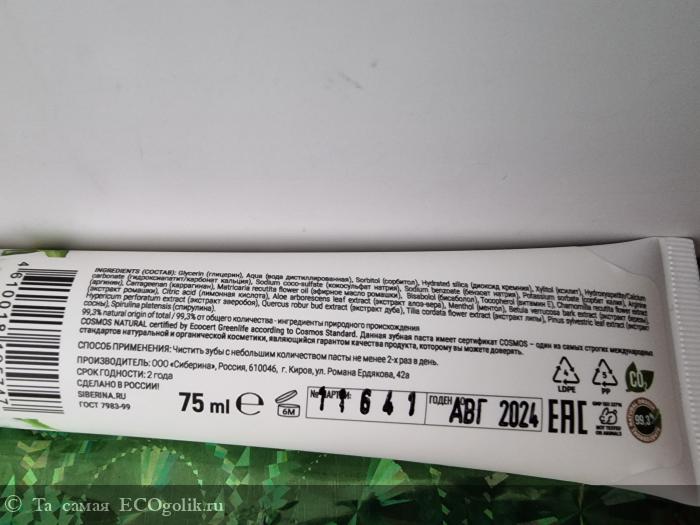 INGREDIENTS (СОСТАВ): Glycerin (глицерин), Aqua (вода дистиллированная), Sorbitol (сорбитол), Hydrated silica (диоксид кремния), Xylitol (ксилит), Hydroxyapatite/Calcium
carbonate (гидроксиапатит/карбонат кальция), Sodium coco-sulfate (кокосульфат натрия), Sodium benzoate (бензоат натрия), Potassium sorbate (сорбат калия), Arginine
(аргинин), Carrageenan (каррагинан), Matricaria recutita flower oil (эфирное масло ромашки), Bisabolol (бисаболол), Tocopherol (витамин Е), Chamomilla recutita flower extract
(экстракт ромашки), Citric acid (лимонная кислота), Aloe arborescens leaf extract (экстракт алоэ-вера), Menthol (ментол), Betula verrucosa bark extract (экстракт березы),
Hypericum perforatum extract (экстракт зверобоя), Quercus robur bud extract (экстракт дуба), Tilia cordata flower extract (экстракт липы), Pinus sylvestris leaf extract (экстракт
сосны), Spirulina platensis (спирулина).
99,3% natural origin of total / 99,3% от общего количества - ингредиенты природного происхождения
COSMOS NATURAL certified by Ecocert Greenlife according to Cosmos Standard. Данная зубная паста имеет сертификат COSMOS – один из самых строгих международных
стандартов натуральной и органической косметики, являющийся гарантом качества продукта, которому вы можете доверять.
СПОСОБ ПРИМЕНЕНИЯ: Чистить зубы с небольшим количеством пасты не менее 2-х раз в день.
ПРОИЗВОДИТЕЛЬ: ООО «Сиберина», Россия, 610046, г. Киров, ул. Романа Ердякова, 42а
СРОК ГОДНОСТИ: 2 года
СДЕЛАНО В РОССИИ!
SIBERINA.RU
ГОСТ 7983-99
75 ml e
6M
11641
ГОДЕН ДО
АВГ 2024
EAC
LDPE
PP
CO₂
NOT TESTED
ON ANIMALS
99,3%
© Та самая ECOgolik.ru